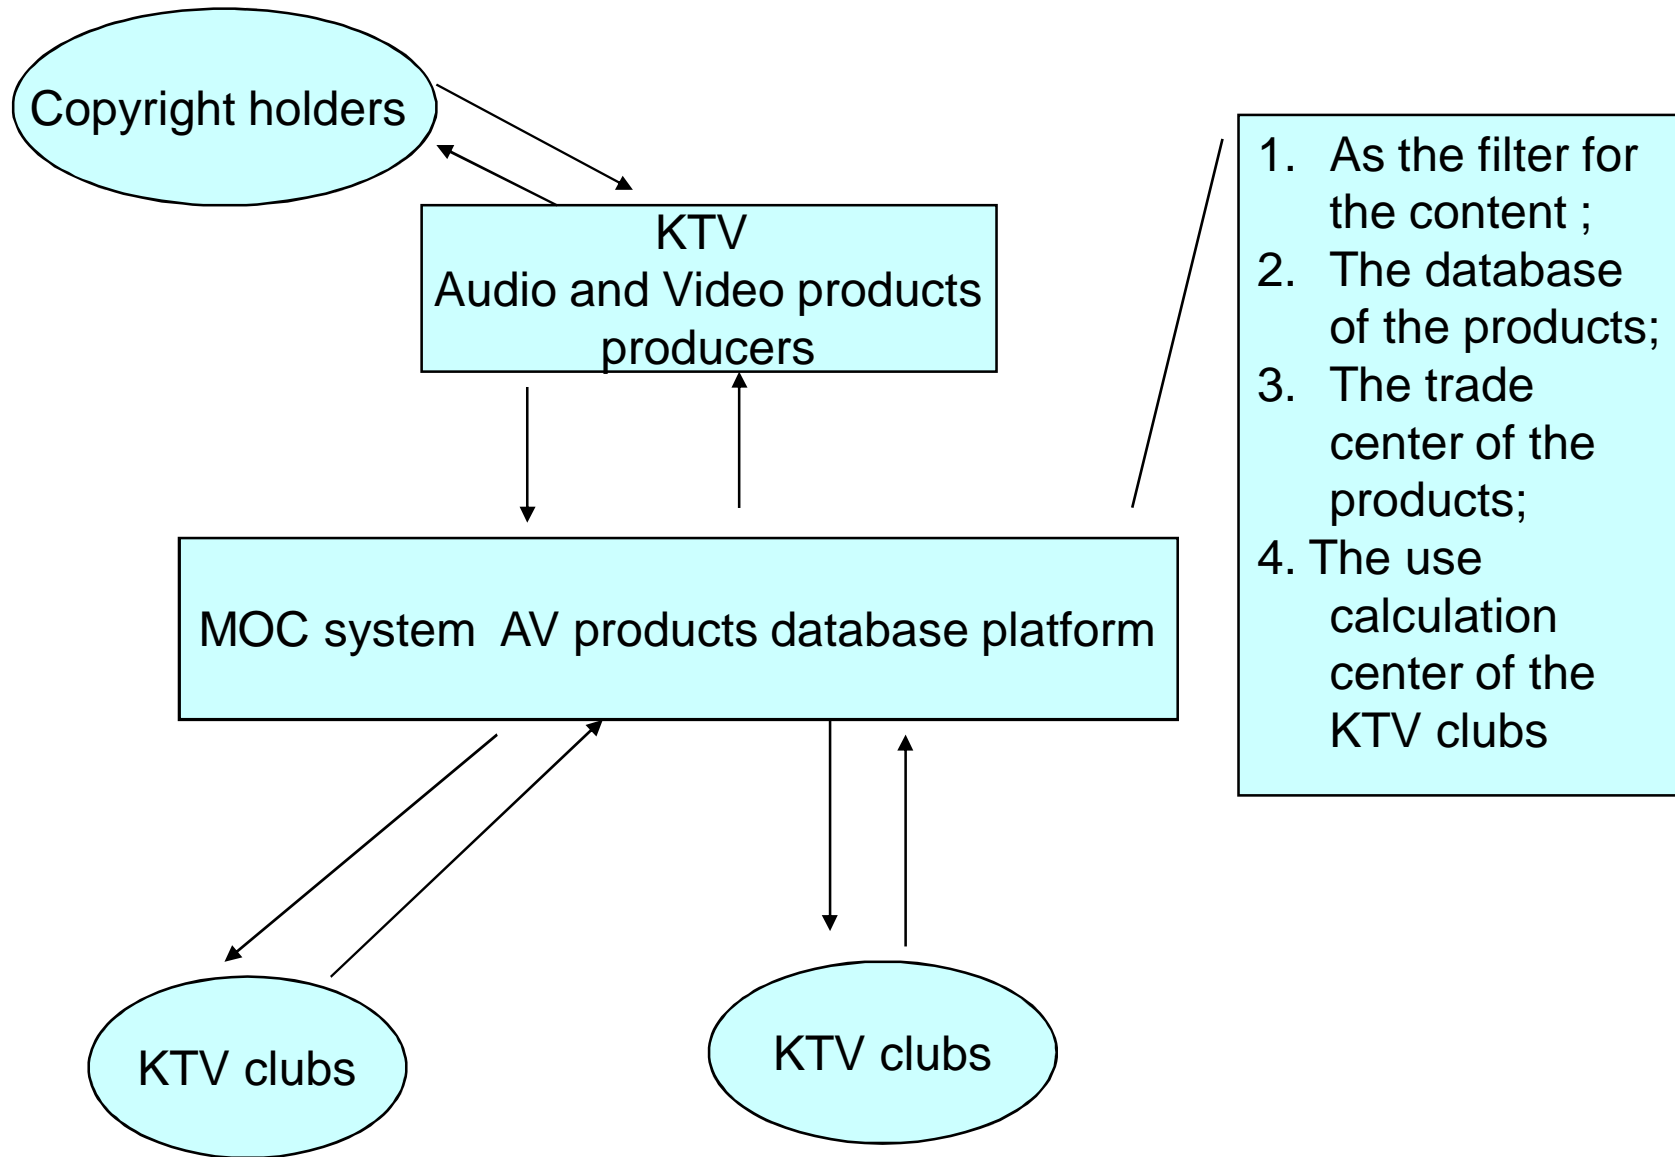 Copyright holders
KTV
Audio and Video products
producers
MOC system  AV products database platform
KTV clubs
KTV clubs
1. As the filter for
the content ;
2. The database
of the products;
3. The trade
center of the
products;
4. The use
calculation
center of the
KTV clubs